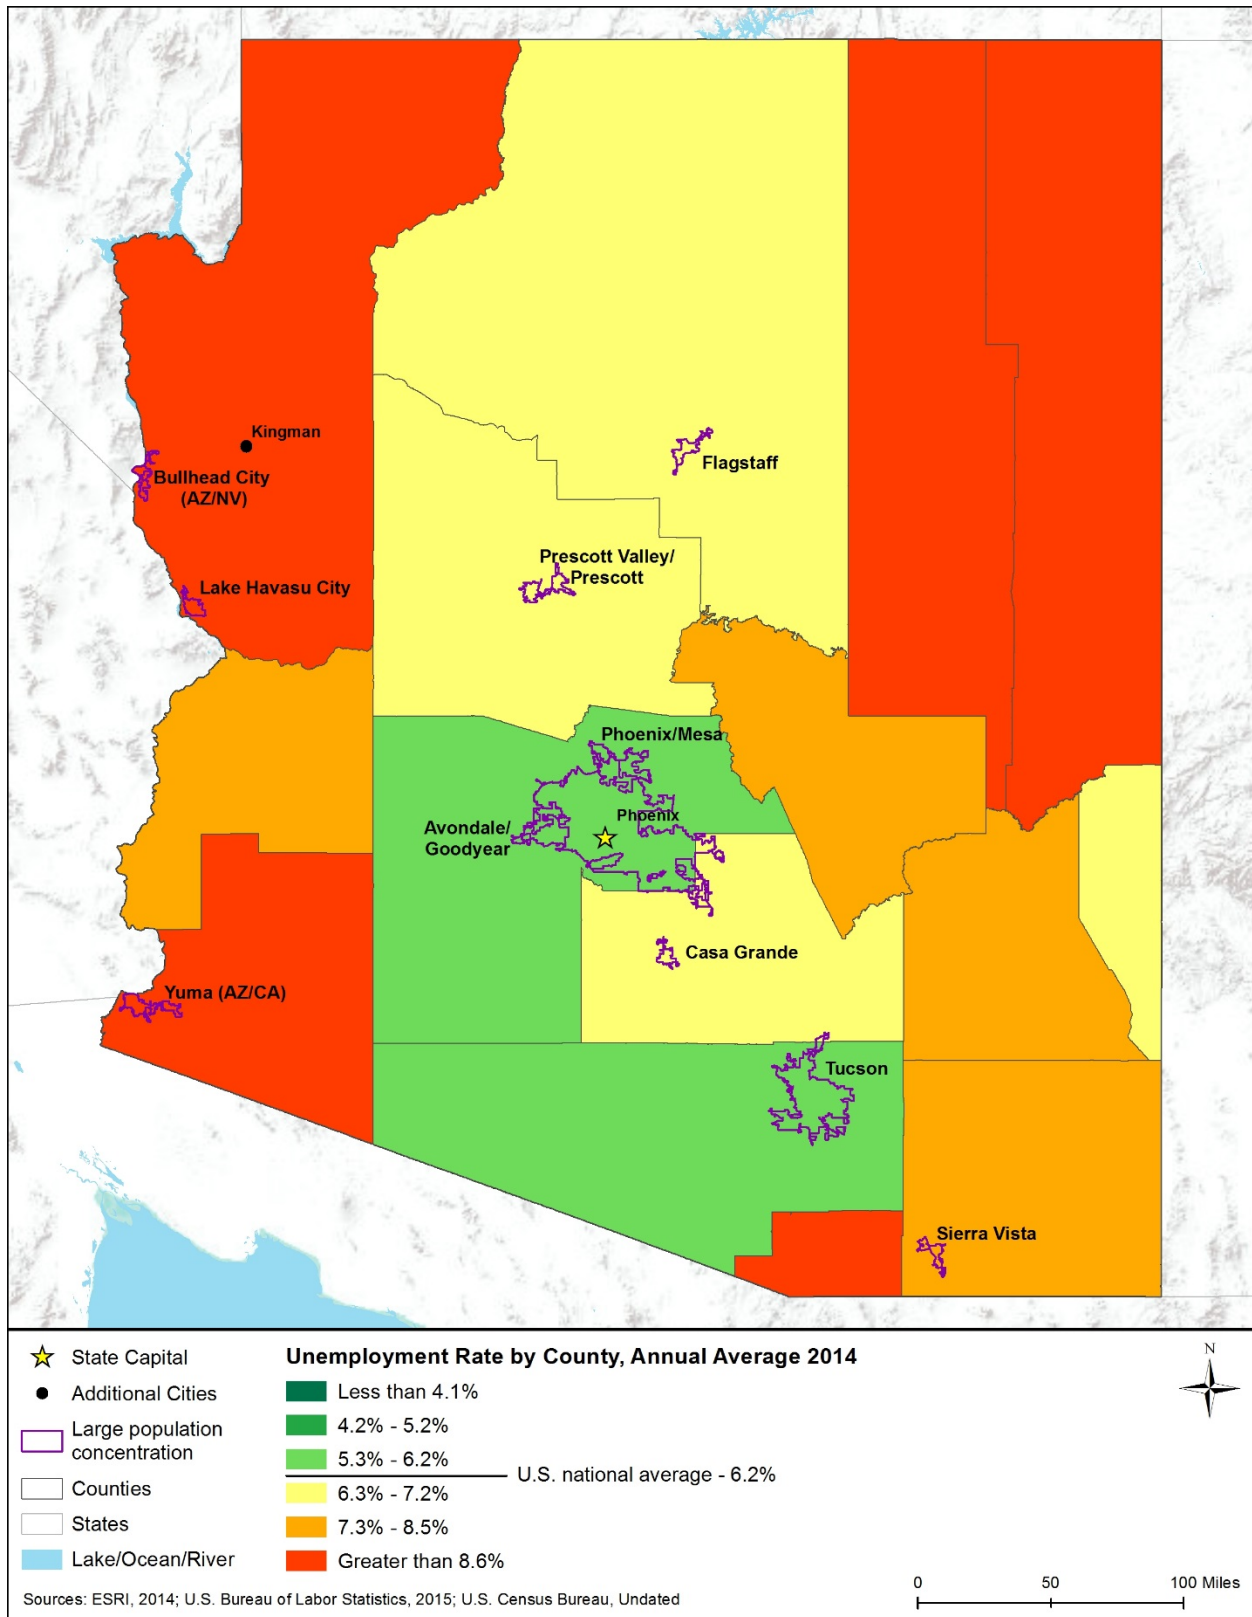 Kingman
Bullhead City
(AZ/NV)
Flagstaff
Prescott Valley/
Prescott
Lake Havasu City
Phoenix/Mesa
Phoenix
Avondale/
Goodyear
Casa Grande
Yuma (AZ/CA)
Tucson
Sierra Vista
State Capital
Additional Cities
Large population
concentration
Counties
States
Lake/Ocean/River
Unemployment Rate by County, Annual Average 2014
Less than 4.1%
4.2% - 5.2%
5.3% - 6.2%
U.S. national average - 6.2%
6.3% - 7.2%
7.3% - 8.5%
Greater than 8.6%
N
0 50 100 Miles
Sources: ESRI, 2014; U.S. Bureau of Labor Statistics, 2015; U.S. Census Bureau, Undated